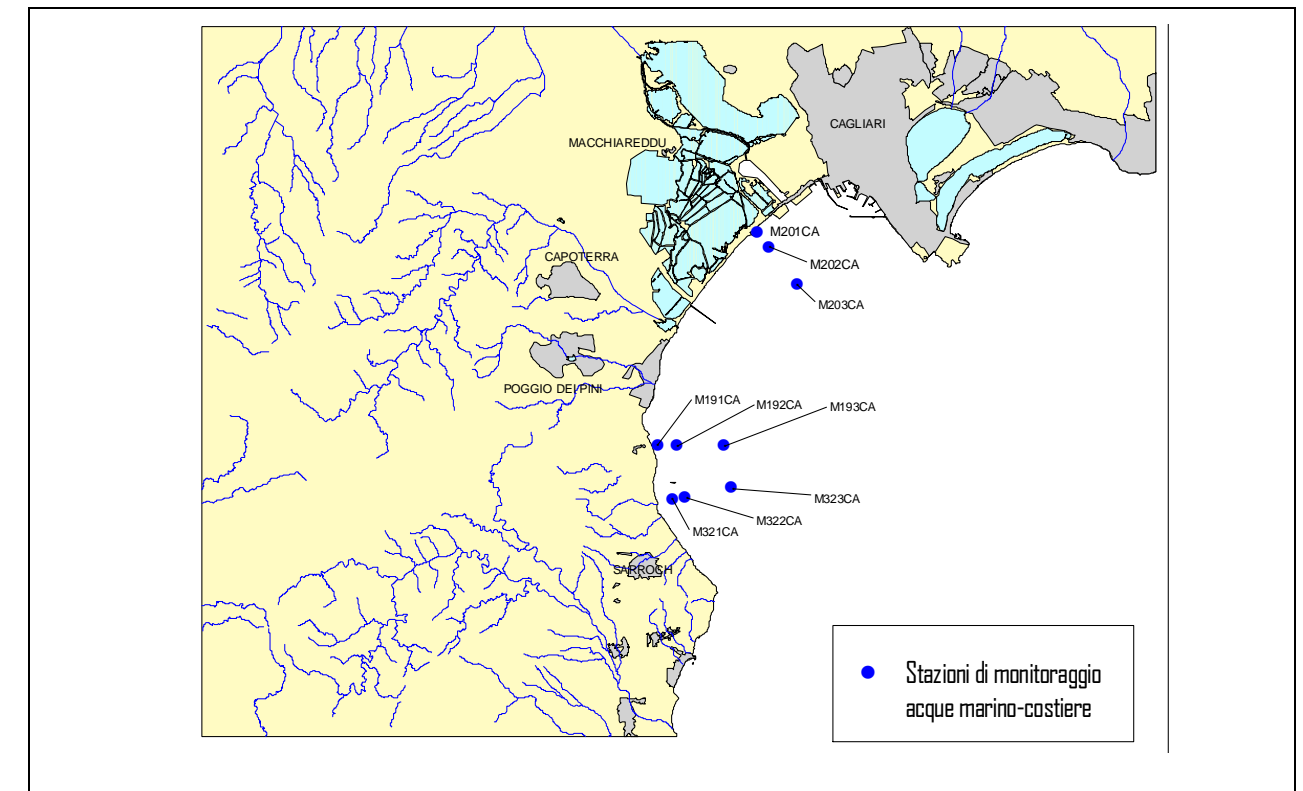 CAGLIARI
MACCHIAREDDU
M201CA
M202CA
CAPOTERRA
M203CA
POGGIO DEI PINI
M191CA
M192CA
M193CA
M323CA
M322CA
M321CA
SARROCH
Stazioni di monitoraggio
acque marino-costiere